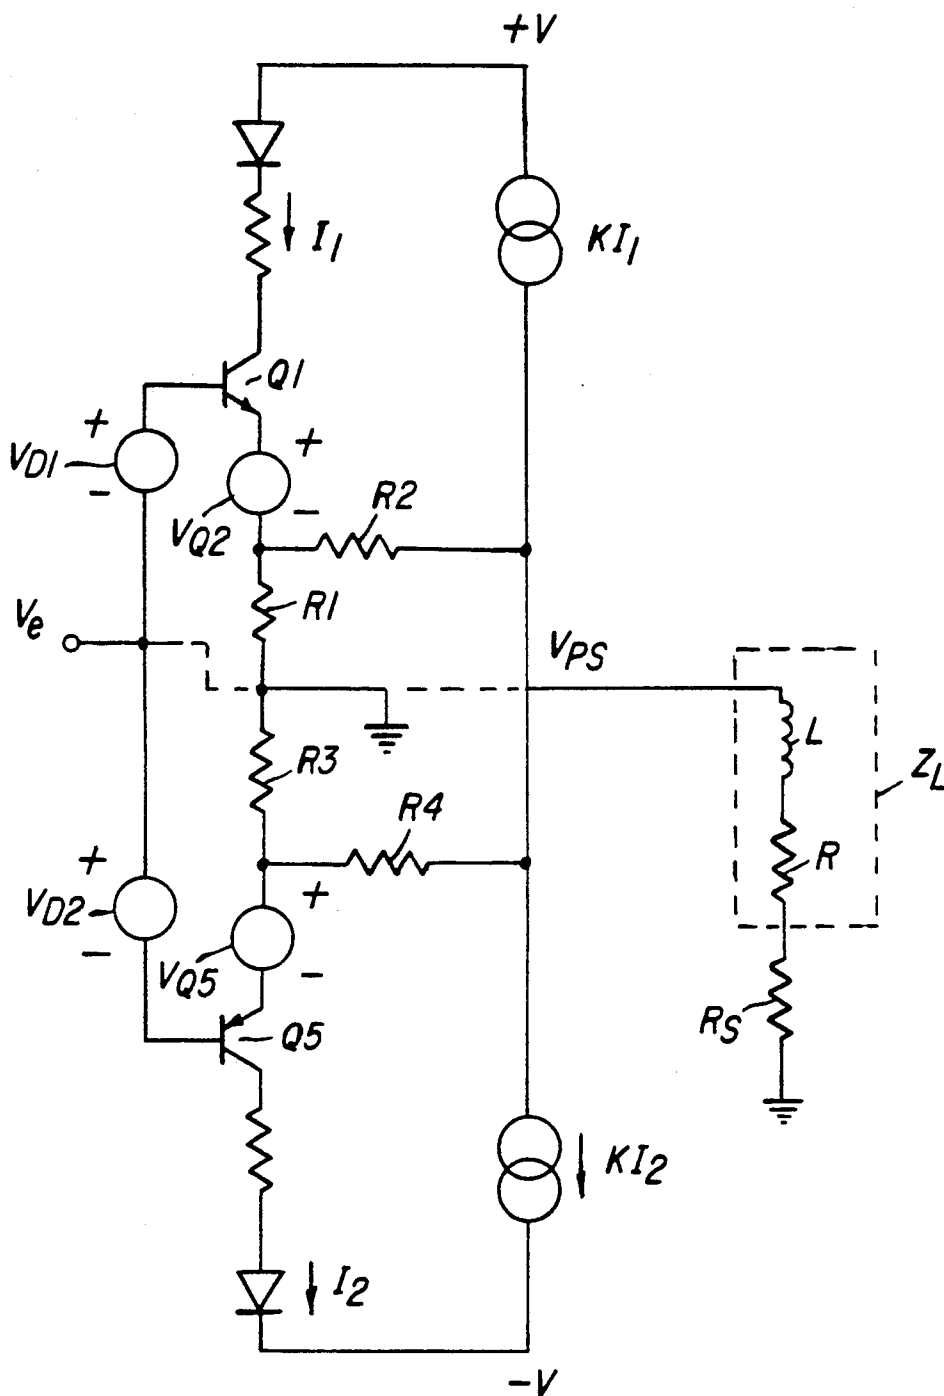 +V
I1
KI1
Q1
+
VD1
-
+
VQ2
-
R2
R1
Ve
VPS
L
ZL
R3
R4
R
+
VD2
-
+
VQ5
-
Q5
RS
KI2
I2
-V